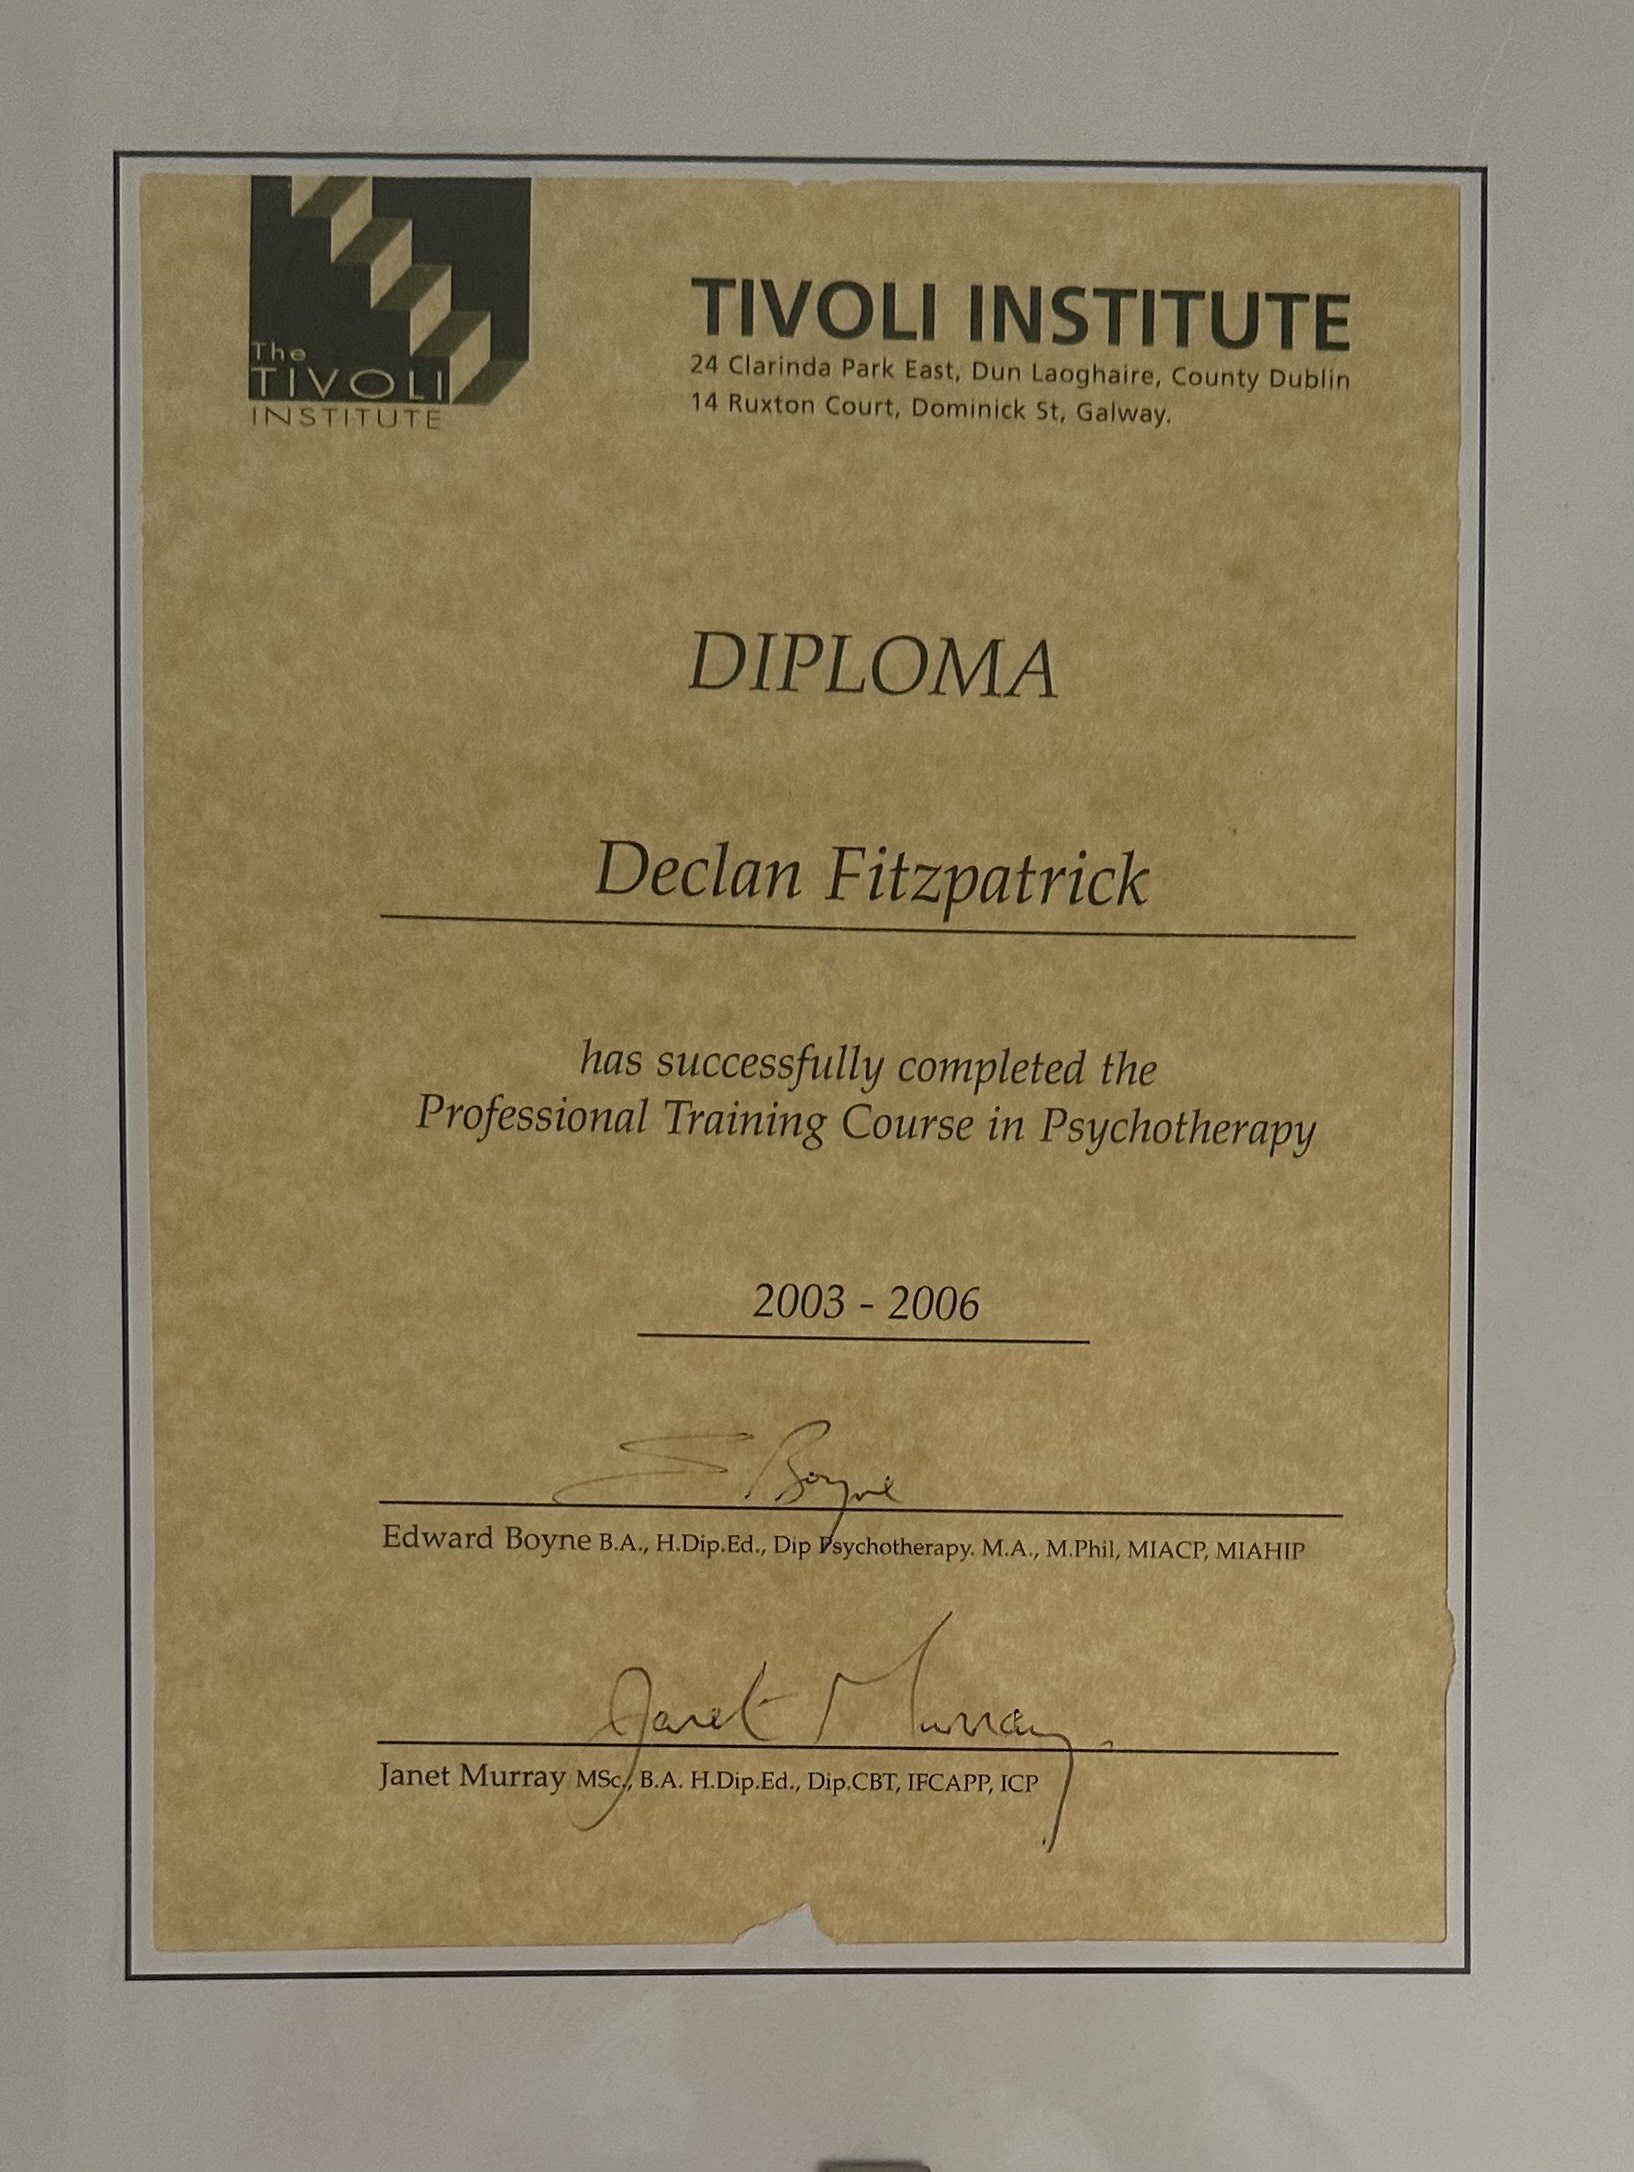 The
TIVOLI
INSTITUTE
TIVOLI INSTITUTE
24 Clarinda Park East, Dun Laoghaire, County Dublin
14 Ruxton Court, Dominick St, Galway.
DIPLOMA
Declan Fitzpatrick
has successfully completed the
Professional Training Course in Psychotherapy
2003 - 2006
E Boyne
Edward Boyne B.A., H.Dip.Ed., Dip Psychotherapy. M.A., M.Phil, MIACP, MIAHIP
Janet Murray
Janet Murray MSc., B.A. H.Dip.Ed., Dip.CBT, IFCAPP, ICP